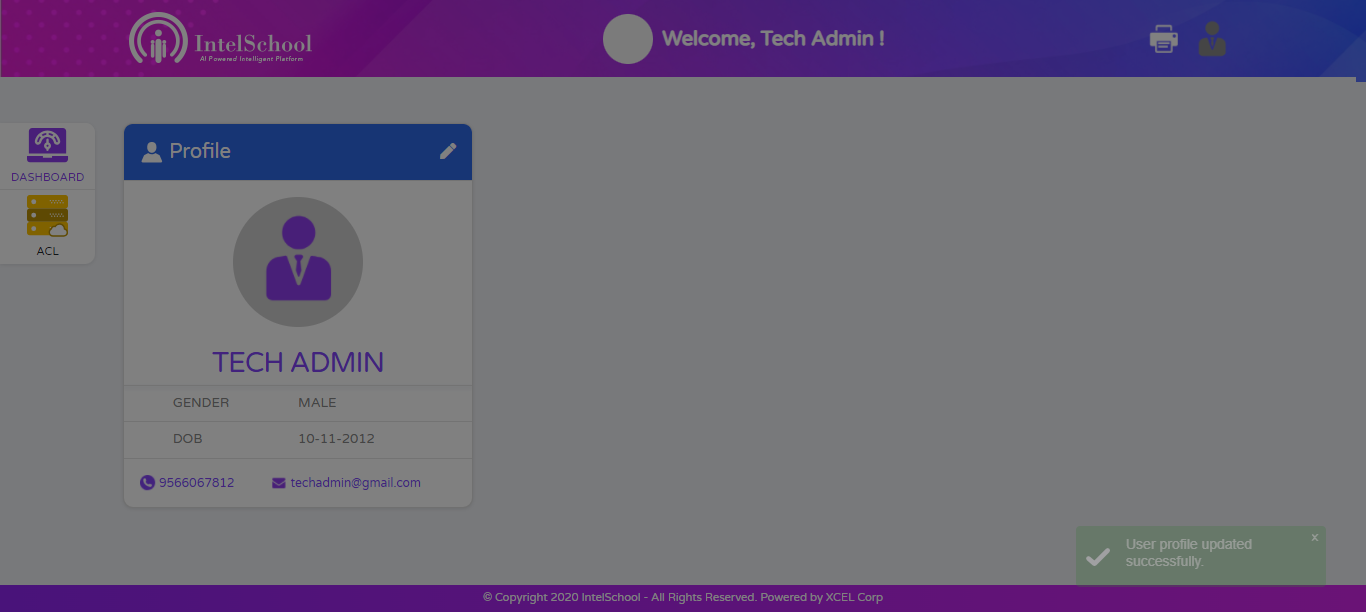 IntelSchool
AI Powered Intelligent Platform
Welcome, Tech Admin !
DASHBOARD
ACL
Profile
TECH ADMIN
GENDER MALE
DOB 10-11-2012
9566067812 techadmin@gmail.com
User profile updated
successfully.
x
© Copyright 2020 IntelSchool - All Rights Reserved. Powered by XCEL Corp